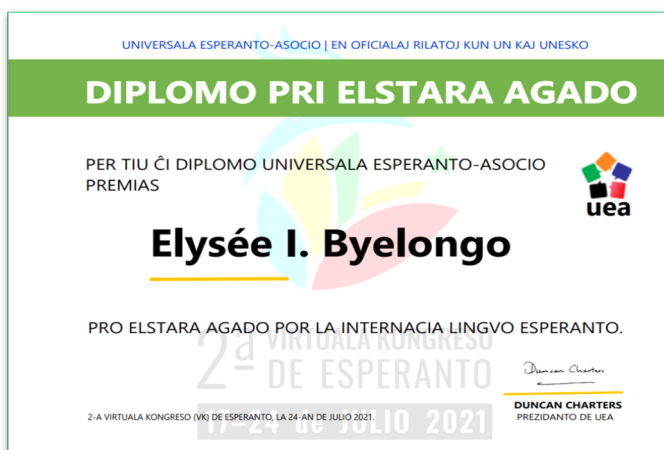 UNIVERSALA ESPERANTO-ASOCIO | EN OFICIALAJ RILATOJ KUN UN KAJ UNESKO
DIPLOMO PRI ELSTARA AGADO
PER TIU ĈI DIPLOMO UNIVERSALA ESPERANTO-ASOCIO
PREMIAS
uea
Elysée I. Byelongo
PRO ELSTARA AGADO POR LA INTERNACIA LINGVO ESPERANTO.
2a VIRTUALA KONGRESO
DE ESPERANTO
17–24 de JULIO 2021
Duncan Charters
DUNCAN CHARTERS
PREZIDANTO DE UEA
2-A VIRTUALA KONGRESO (VK) DE ESPERANTO, LA 24-AN DE JULIO 2021.